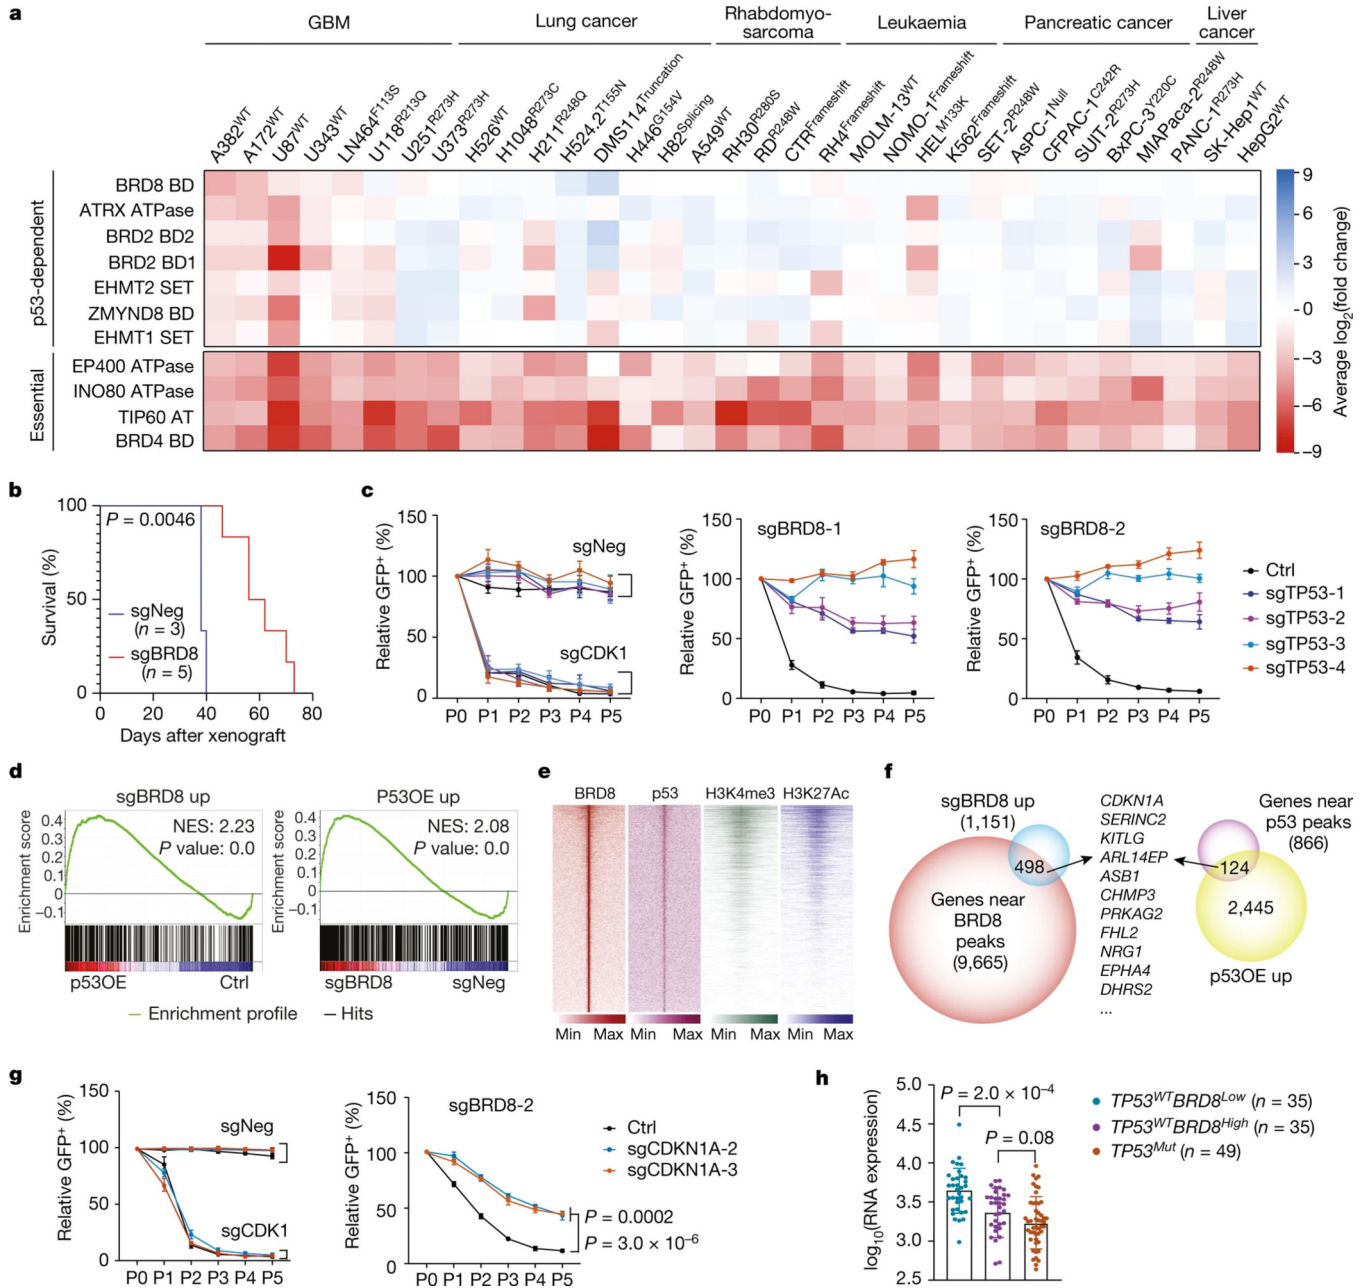 a
GBM
Lung cancer
Rhabdomyo-
sarcoma
Leukaemia
Pancreatic cancer
Liver
cancer
A382WT
A172WT
U87WT
U343WT
LN464F113S
U118R213Q
U251R273H
U373R273H
H526WT
H1048R273C
H211R248Q
H524.2T155N
DMS114Truncation
H446G154V
H82Splicing
A549WT
RH30R280S
RDR248W
CTRFrameshift
RH4Frameshift
MOLM-13WT
NOMO-1Frameshift
HELM133K
K562Frameshift
SET-2R248W
AsPC-1Null
CFPAC-1C242R
SUIT-2R273H
BxPC-3Y220C
MIAPaca-2R248W
PANC-1R273H
SK-Hep1WT
HepG2WT
p53-dependent
BRD8 BD
ATRX ATPase
BRD2 BD2
BRD2 BD1
EHMT2 SET
ZMYND8 BD
EHMT1 SET
Essential
EP400 ATPase
INO80 ATPase
TIP60 AT
BRD4 BD
9
6
3
0
−3
−6
−9
Average log2(fold change)
b
Survival (%)
100
50
0
P = 0.0046
sgNeg
(n = 3)
sgBRD8
(n = 5)
0 20 40 60 80
Days after xenograft
c
Relative GFP+ (%)
150
100
50
0
sgNeg
sgCDK1
P0 P1 P2 P3 P4 P5
Relative GFP+ (%)
150
100
50
0
sgBRD8-1
P0 P1 P2 P3 P4 P5
Relative GFP+ (%)
150
100
50
0
sgBRD8-2
P0 P1 P2 P3 P4 P5
Ctrl
sgTP53-1
sgTP53-2
sgTP53-3
sgTP53-4
d
sgBRD8 up
Enrichment score
0.4
0.3
0.2
0.1
0
−0.1
NES: 2.23
P value: 0.0
p53OE Ctrl
P53OE up
Enrichment score
0.4
0.3
0.2
0.1
0
−0.1
NES: 2.08
P value: 0.0
sgBRD8 sgNeg
Enrichment profile Hits
e
BRD8 p53 H3K4me3 H3K27Ac
Min Max Min Max Min Max Min Max
f
sgBRD8 up
(1,151)
498
Genes near
BRD8
peaks
(9,665)
CDKN1A
SERINC2
KITLG
ARL14EP
ASB1
CHMP3
PRKAG2
FHL2
NRG1
EPHA4
DHRS2
...
Genes near
p53 peaks
(866)
124
2,445
p53OE up
g
Relative GFP+ (%)
150
100
50
0
sgNeg
sgCDK1
P0 P1 P2 P3 P4 P5
Relative GFP+ (%)
150
100
50
0
sgBRD8-2
Ctrl
sgCDKN1A-2
sgCDKN1A-3
P = 0.0002
P = 3.0 × 10−6
P0 P1 P2 P3 P4 P5
h
log10(RNA expression)
5.0
4.5
4.0
3.5
3.0
2.5
P = 2.0 × 10−4
P = 0.08
TP53WTBRD8Low (n = 35)
TP53WTBRD8High (n = 35)
TP53Mut (n = 49)